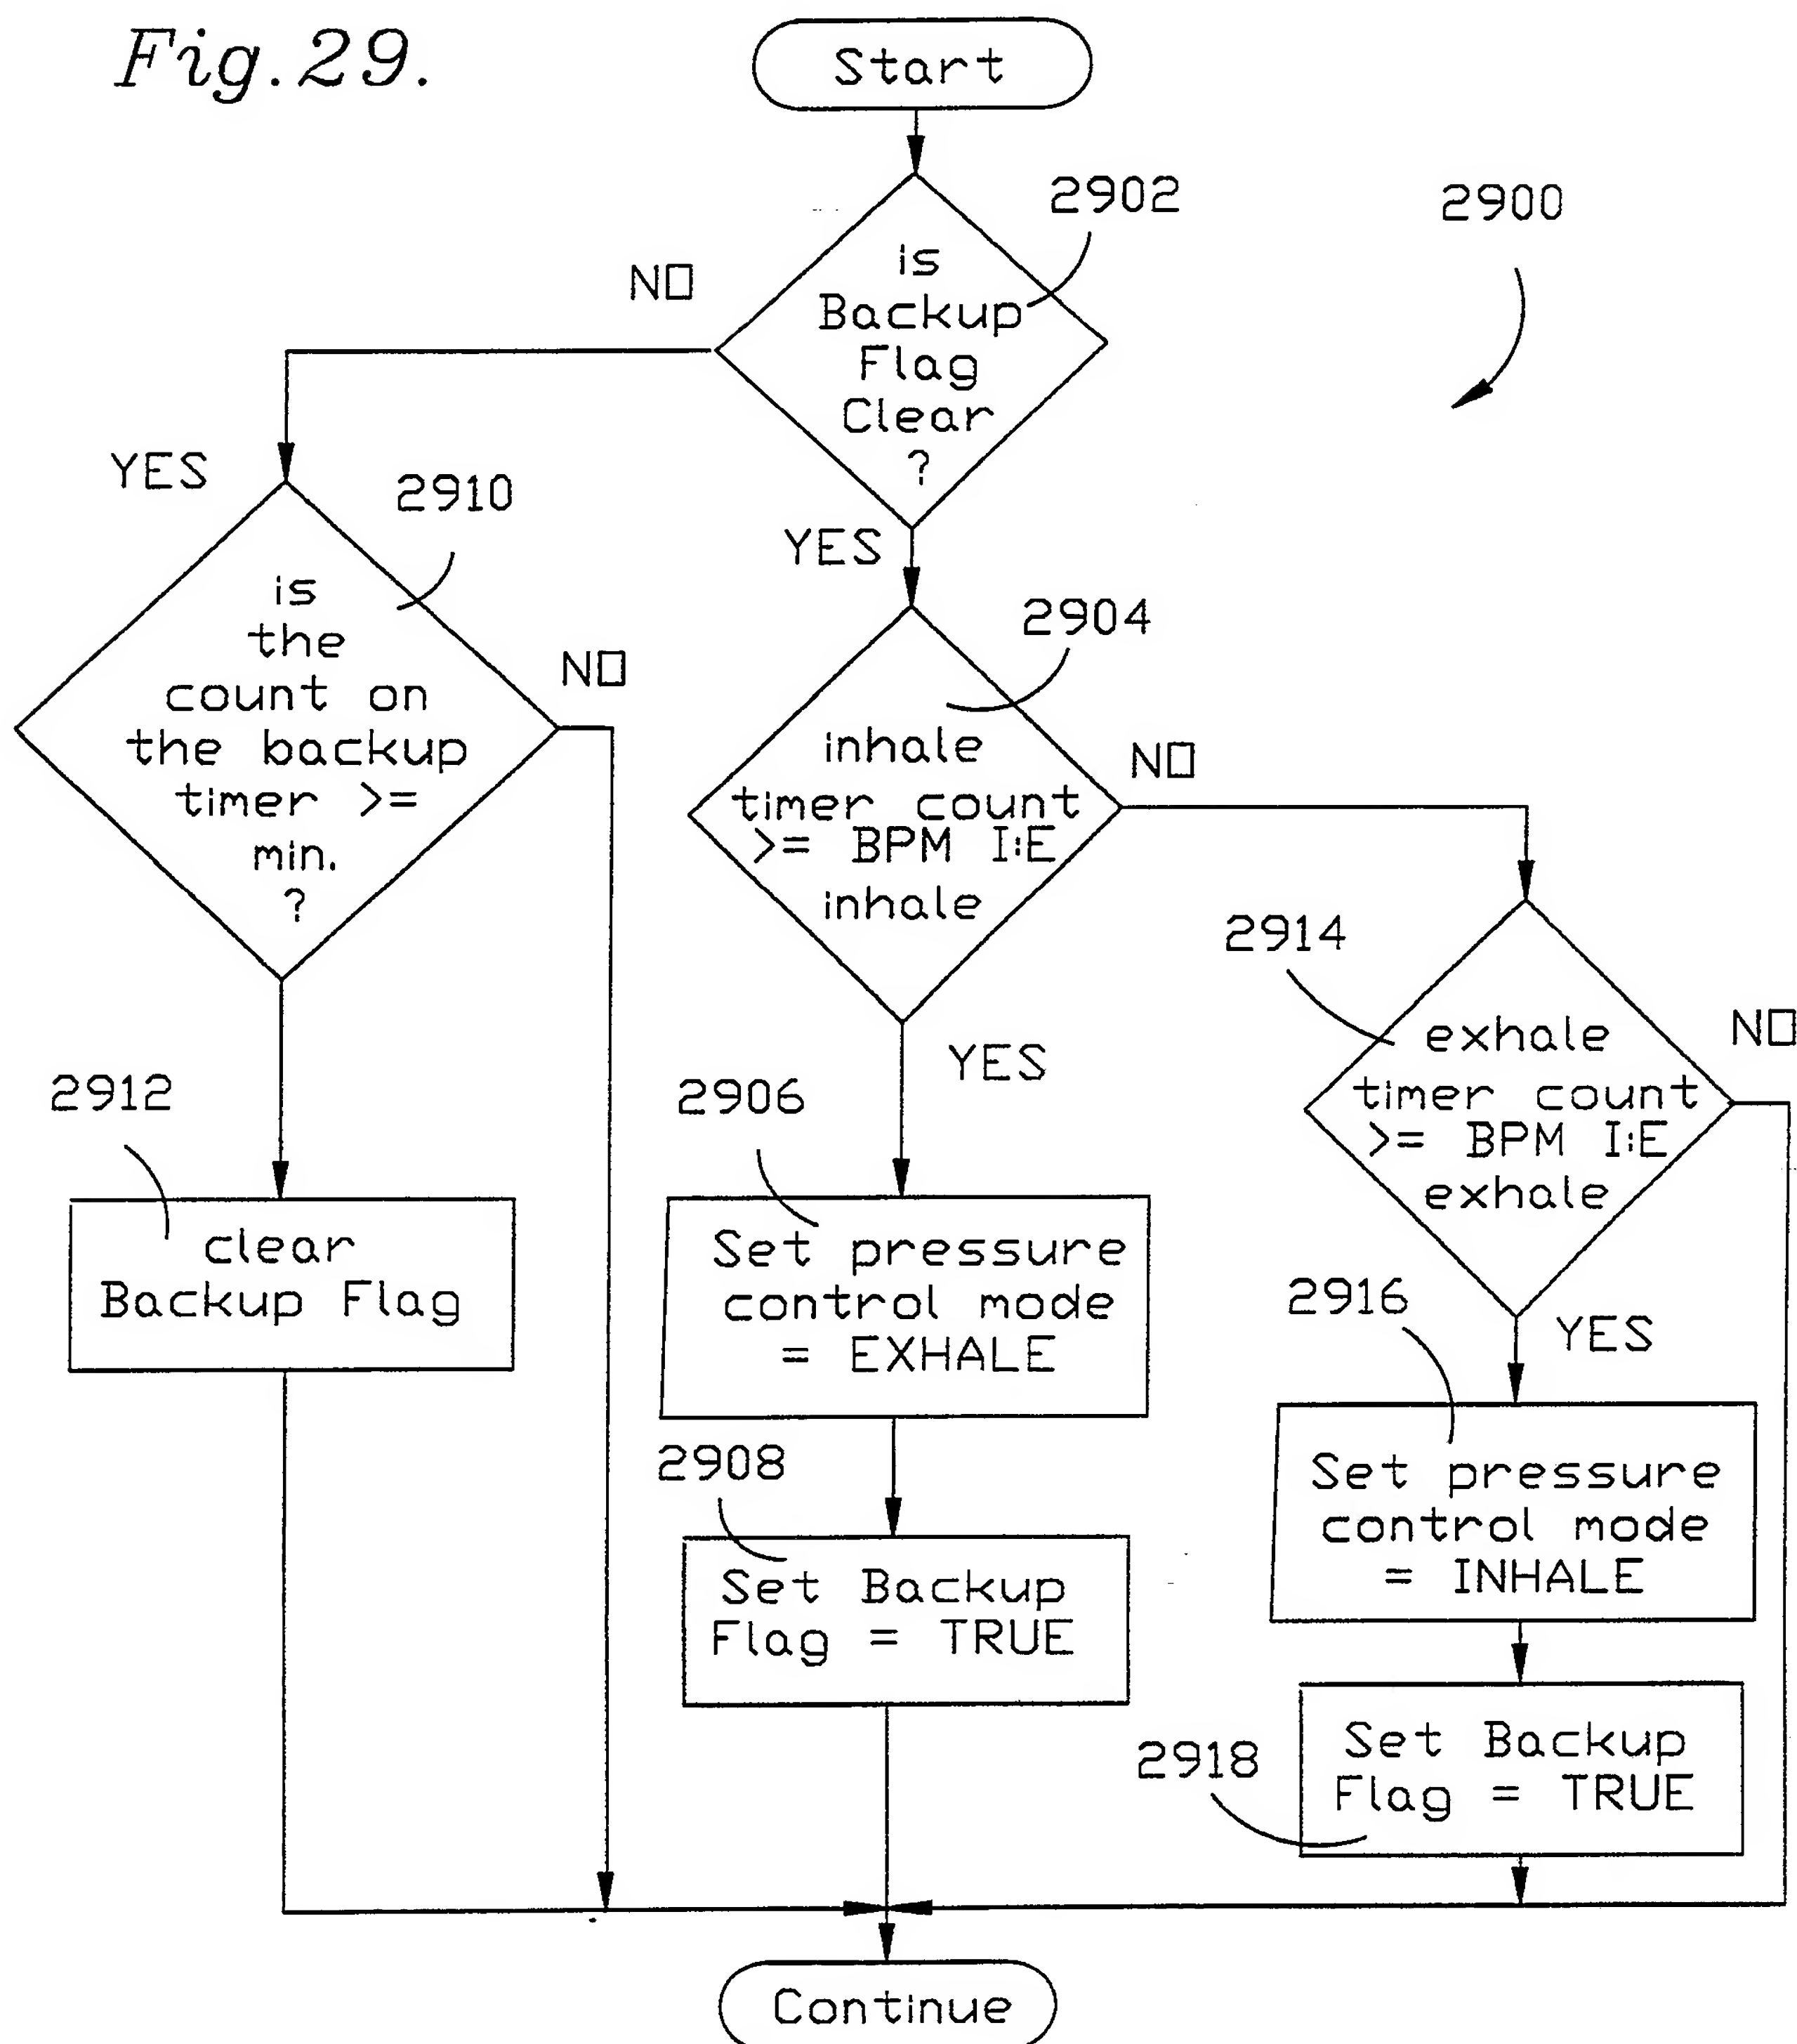 Fig. 29.
Start
2902
2900
is
Backup
Flag
Clear
?
NO
YES
YES
2910
is
the
count on
the backup
timer >=
min.
?
NO
2904
inhale
timer count
>= BPM I:E
inhale
NO
YES
2914
exhale
timer count
>= BPM I:E
exhale
NO
YES
2912
clear
Backup Flag
2906
Set pressure
control mode
= EXHALE
2916
Set pressure
control mode
= INHALE
2908
Set Backup
Flag = TRUE
2918
Set Backup
Flag = TRUE
Continue